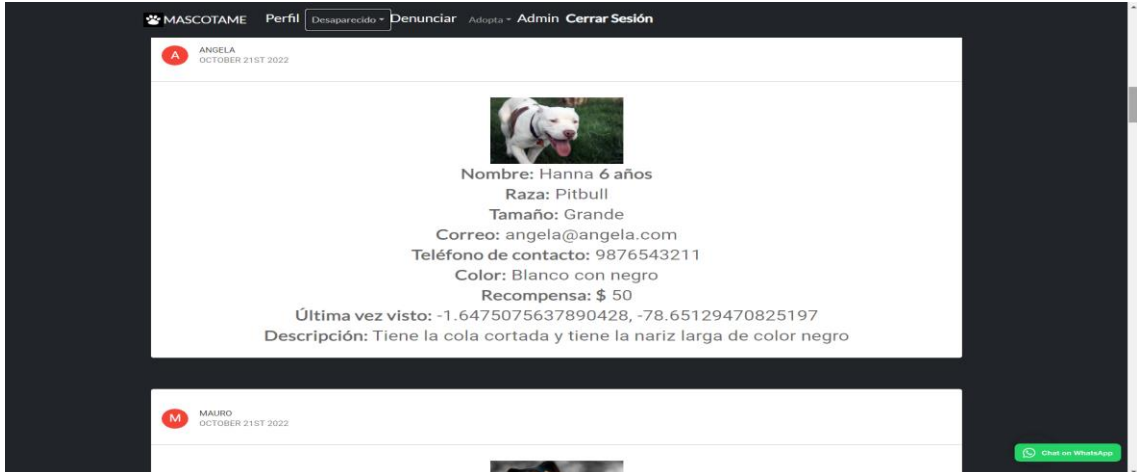 MASCOTAME Perfil Desaparecido Denunciar Adopta Admin Cerrar Sesión
A
ANGELA
OCTOBER 21ST 2022
Nombre: Hanna 6 años
Raza: Pitbull
Tamaño: Grande
Correo: angela@angela.com
Teléfono de contacto: 9876543211
Color: Blanco con negro
Recompensa: $ 50
Última vez visto: -1.6475075637890428, -78.65129470825197
Descripción: Tiene la cola cortada y tiene la nariz larga de color negro
M
MAURO
OCTOBER 21ST 2022
Chat on WhatsApp